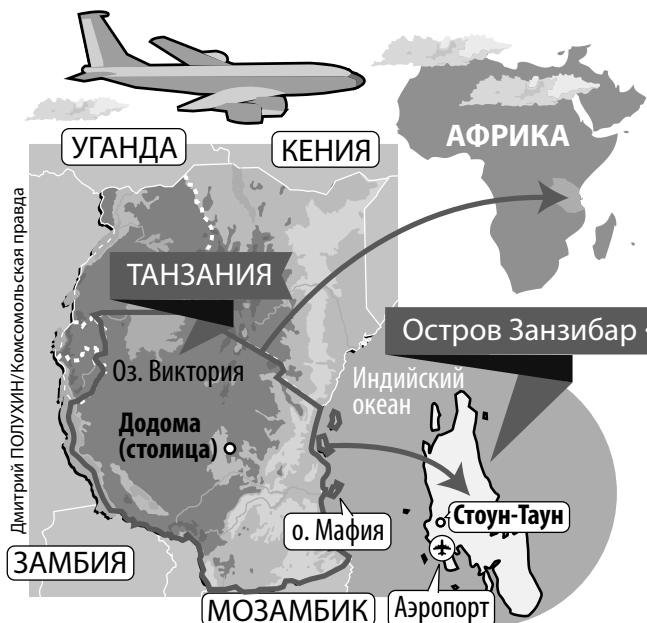 УГАНДА
КЕНИЯ
АФРИКА
Дмитрий ПОЛУХИН/Комсомольская правда
ТАНЗАНИЯ
Остров Занзибар
Оз. Виктория
Индийский
океан
Додома
(столица)
Стоун-Таун
о. Мафия
ЗАМБИЯ
МОЗАМБИК
Аэропорт